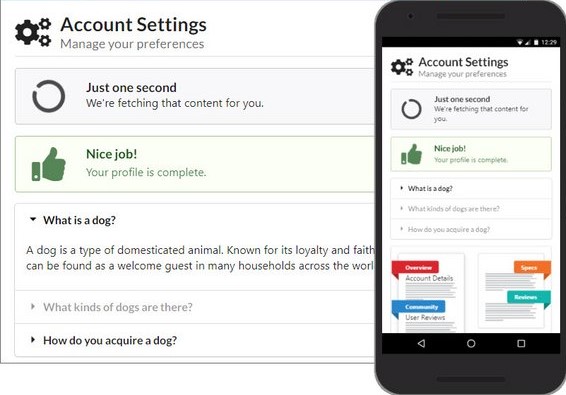 Account Settings
Manage your preferences
Just one second
We're fetching that content for you.
Nice job!
Your profile is complete.
What is a dog?
A dog is a type of domesticated animal. Known for its loyalty and faith
can be found as a welcome guest in many households across the worl
What kinds of dogs are there?
How do you acquire a dog?
12:29
Account Settings
Manage your preferences
Just one second
We're fetching that content for
you.
Nice job!
Your profile is complete.
What is a dog?
What kinds of dogs are there?
How do you acquire a dog?
Overview
Account Details
Community
User Reviews
Specs
Reviews